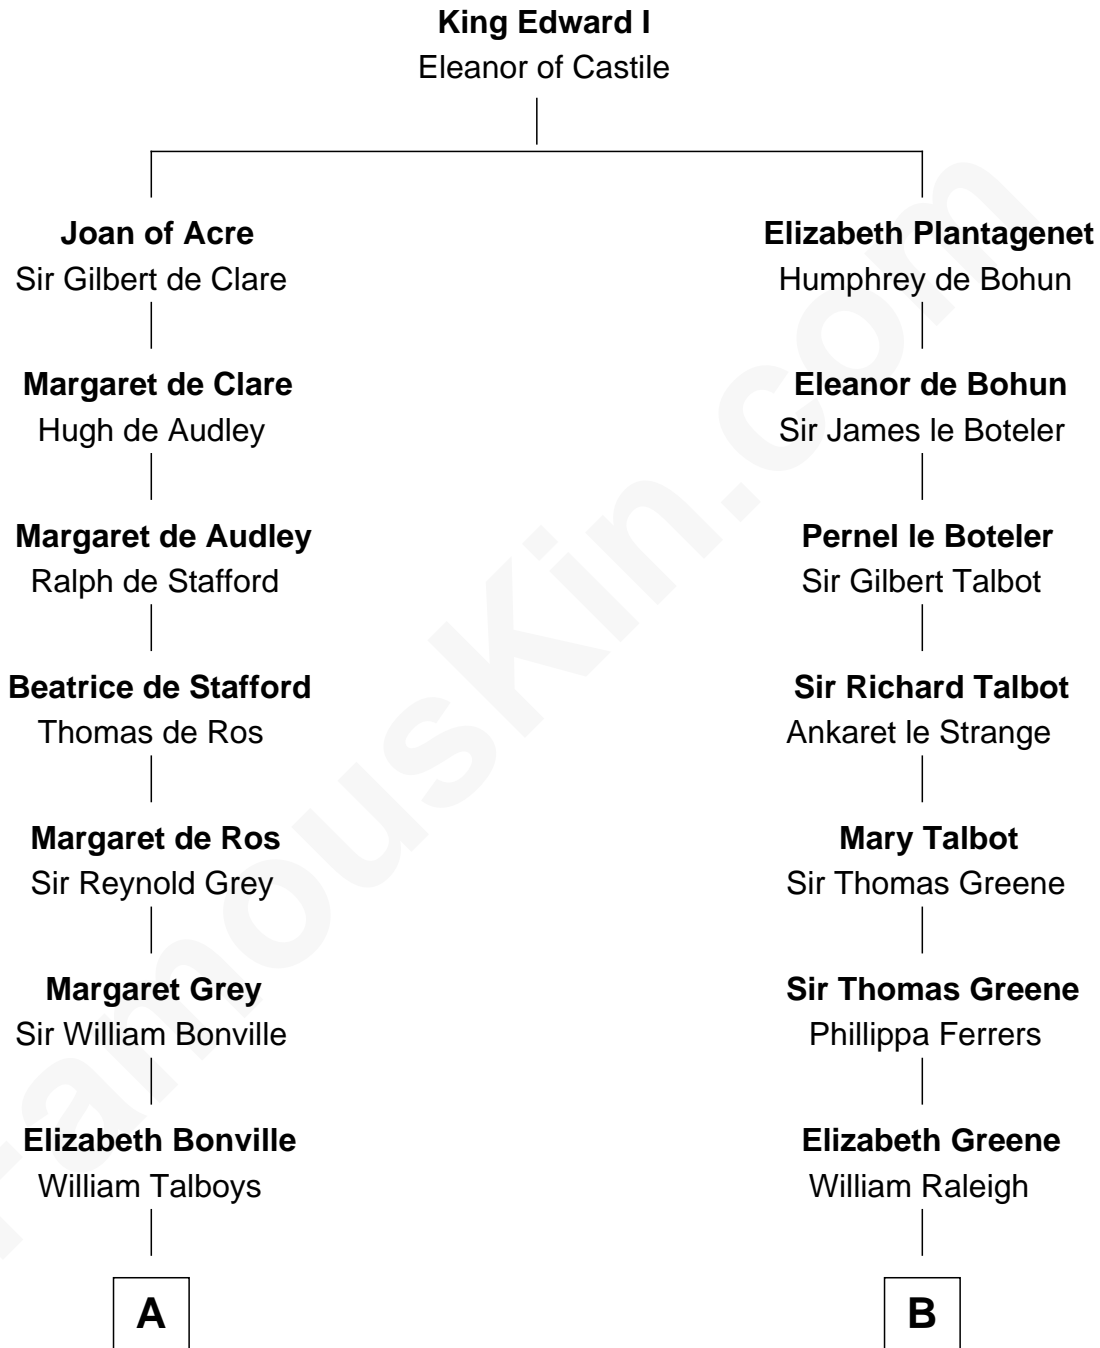 King Edward I
Eleanor of Castile
Joan of Acre
Sir Gilbert de Clare
Elizabeth Plantagenet
Humphrey de Bohun
Margaret de Clare
Hugh de Audley
Eleanor de Bohun
Sir James le Boteler
Margaret de Audley
Ralph de Stafford
Pernel le Boteler
Sir Gilbert Talbot
Beatrice de Stafford
Thomas de Ros
Sir Richard Talbot
Ankaret le Strange
Margaret de Ros
Sir Reynold Grey
Mary Talbot
Sir Thomas Greene
Margaret Grey
Sir William Bonville
Sir Thomas Greene
Phillippa Ferrers
Elizabeth Bonville
William Talboys
Elizabeth Greene
William Raleigh
A
B
FamousKin.com